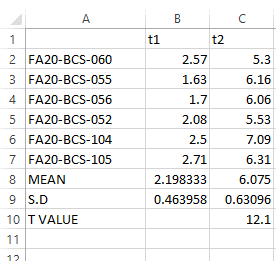 A B C
1 t1 t2
2 FA20-BCS-060 2.57 5.3
3 FA20-BCS-055 1.63 6.16
4 FA20-BCS-056 1.7 6.06
5 FA20-BCS-052 2.08 5.53
6 FA20-BCS-104 2.5 7.09
7 FA20-BCS-105 2.71 6.31
8 MEAN 2.198333 6.075
9 S.D 0.463958 0.63096
10 T VALUE 12.1
11
12